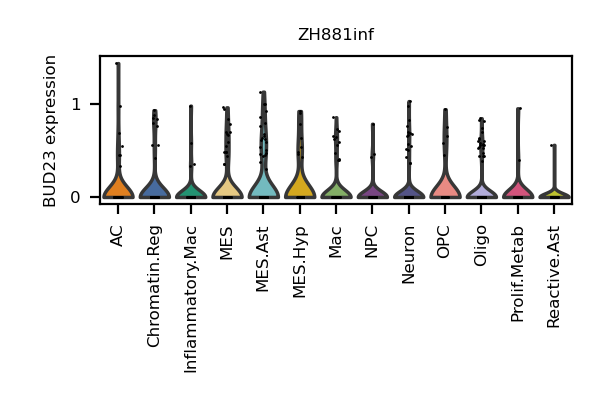 ZH881inf
BUD23 expression
1
0
AC
Chromatin.Reg
Inflammatory.Mac
MES
MES.Ast
MES.Hyp
Mac
NPC
Neuron
OPC
Oligo
Prolif.Metab
Reactive.Ast